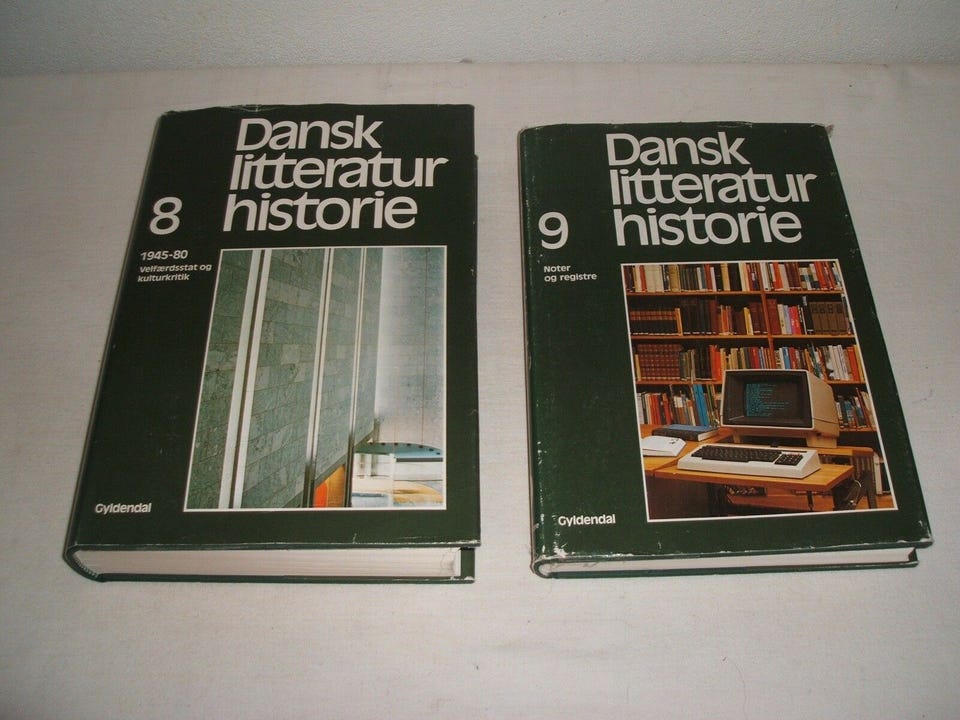 Dansk
litteratur
historie
8
1945-80
Velfærdsstat og
kulturkritik
Gyldendal
Dansk
litteratur
historie
9
Noter
og registre
Gyldendal